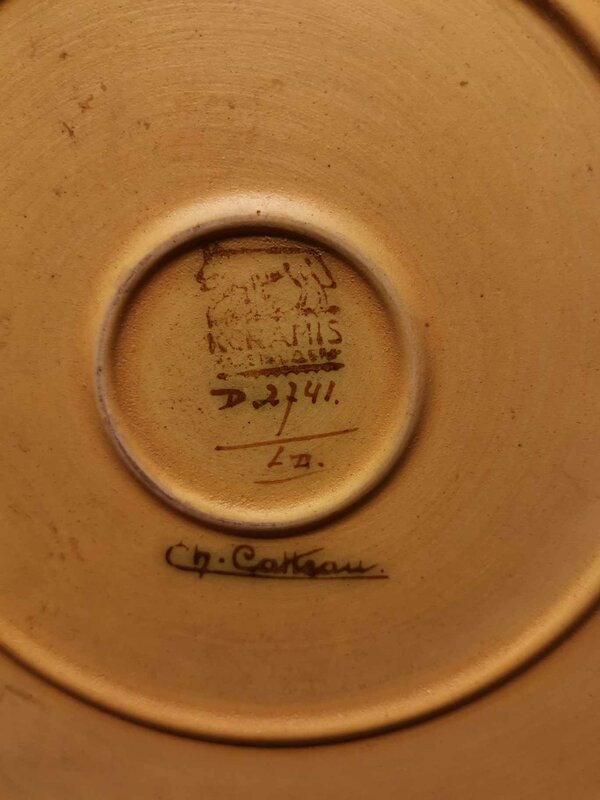 KERAMIS
D 2741.
L D.
Ch. Catteau.